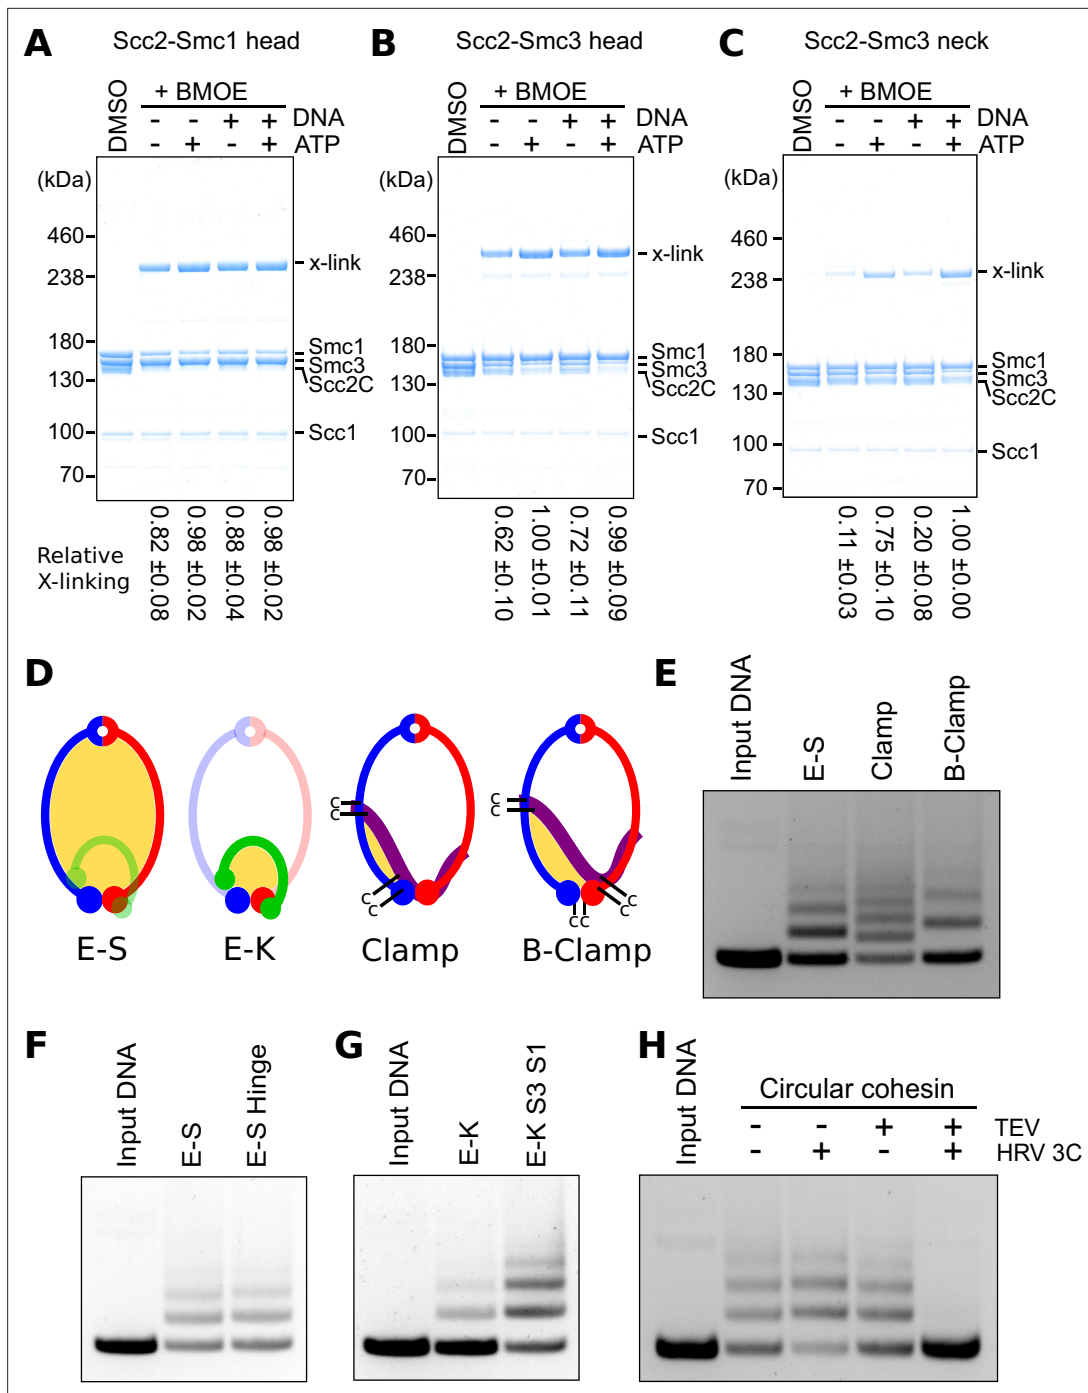 A Scc2-Smc1 head
+ BMOE
DMSO
- - + + DNA
- + - + ATP
(kDa)
460
238
180
130
100
70
x-link
Smc1
Smc3
Scc2C
Scc1
Relative
X-linking
0.82 ±0.08
0.98 ±0.02
0.88 ±0.04
0.98 ±0.02
B Scc2-Smc3 head
+ BMOE
DMSO
- - + + DNA
- + - + ATP
(kDa)
460
238
180
130
100
70
x-link
Smc1
Smc3
Scc2C
Scc1
0.62 ±0.10
1.00 ±0.01
0.72 ±0.11
0.99 ±0.09
C Scc2-Smc3 neck
+ BMOE
DMSO
- - + + DNA
- + - + ATP
(kDa)
460
238
180
130
100
70
x-link
Smc1
Smc3
Scc2C
Scc1
0.11 ±0.03
0.75 ±0.10
0.20 ±0.08
1.00 ±0.00
D
E-S
E-K
c
c
c
c
Clamp
c
c
c
c
c c
B-Clamp
E
Input DNA
E-S
Clamp
B-Clamp
F
Input DNA
E-S
E-S Hinge
G
Input DNA
E-K
E-K S3 S1
H
Input DNA
Circular cohesin
- - + + TEV
- + - + HRV 3C